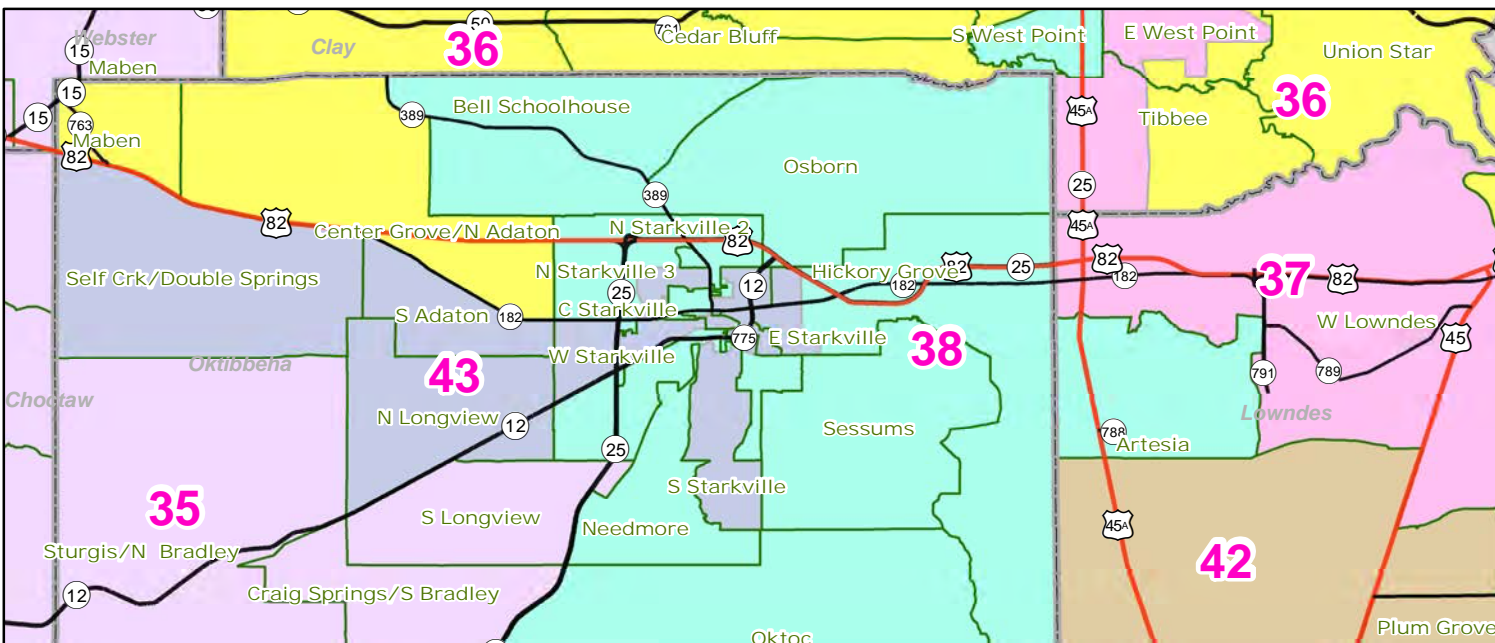 50
781
Webster
15
Maben
Clay
36
Cedar Bluff
S West Point
E West Point
Union Star
36
15
15
763
Maben
82
389
Bell Schoolhouse
45A
Tibbee
Osborn
389
25
82
Center Grove/N Adaton
N Starkville 2
82
45A
Self Crk/Double Springs
N Starkville 3
Hickory Grove
82
25
82
182
37
82
25
12
182
S Adaton
182
C Starkville
W Lowndes
775
E Starkville
38
45
Oktibbeha
W Starkville
43
791
789
Choctaw
N Longview
12
Sessums
Lowndes
788
Artesia
25
35
S Starkville
S Longview
Needmore
45A
Sturgis/N Bradley
42
12
Craig Springs/S Bradley
Oktoc
Plum Grove